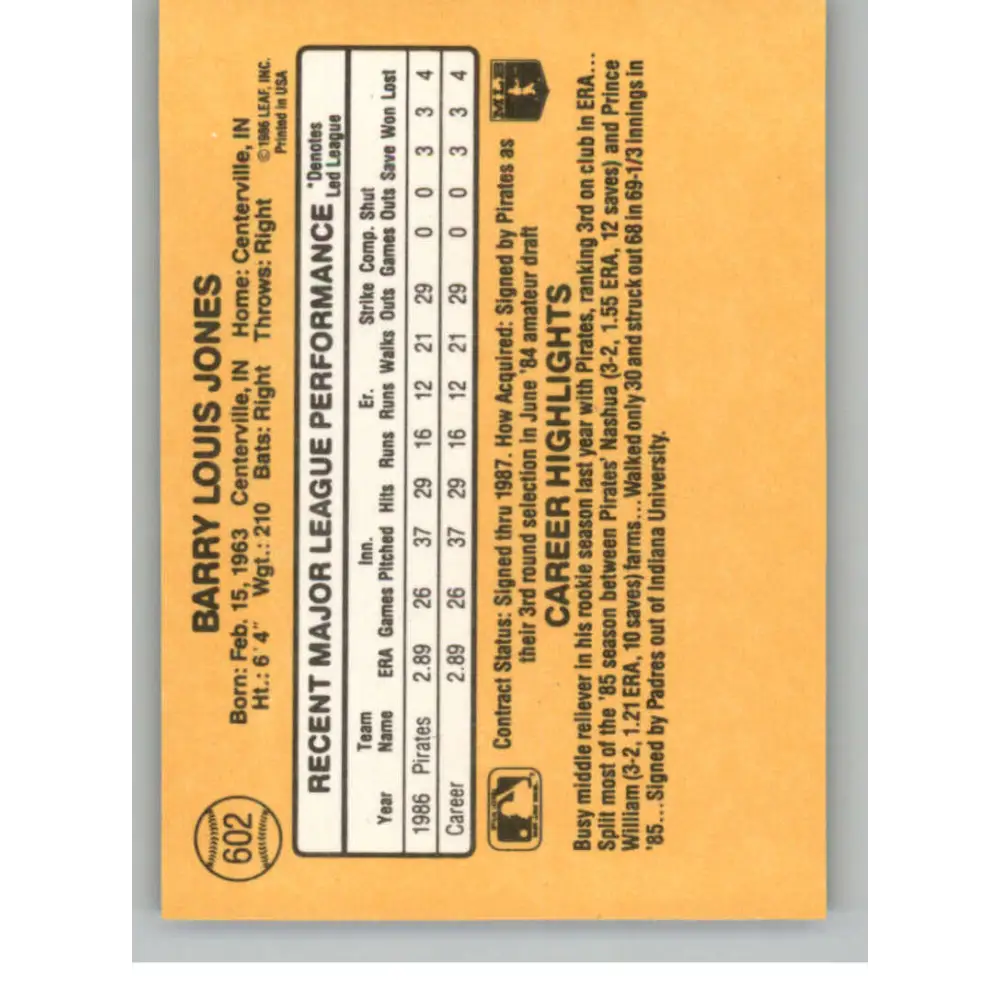 602
BARRY LOUIS JONES
Born: Feb. 15, 1963 Centerville, IN Home: Centerville, IN
Ht.: 6'4" Wgt.: 210 Bats: Right Throws: Right
©1986 LEAF, INC.
Printed in USA
RECENT MAJOR LEAGUE PERFORMANCE *Denotes Led League
Year Team Name ERA Games Inn. Pitched Hits Runs Er. Runs Walks Strike Outs Comp. Games Shut Outs Save Won Lost
1986 Pirates 2.89 26 37 29 16 12 21 29 0 0 3 3 4
Career 2.89 26 37 29 16 12 21 29 0 0 3 3 4
Contract Status: Signed thru 1987. How Acquired: Signed by Pirates as
their 3rd round selection in June '84 amateur draft
MLB
CAREER HIGHLIGHTS
Busy middle reliever in his rookie season last year with Pirates, ranking 3rd on club in ERA...
Split most of the '85 season between Pirates' Nashua (3-2, 1.55 ERA, 12 saves) and Prince
William (3-2, 1.21 ERA, 10 saves) farms...Walked only 30 and struck out 68 in 69-1/3 innings in
'85...Signed by Padres out of Indiana University.